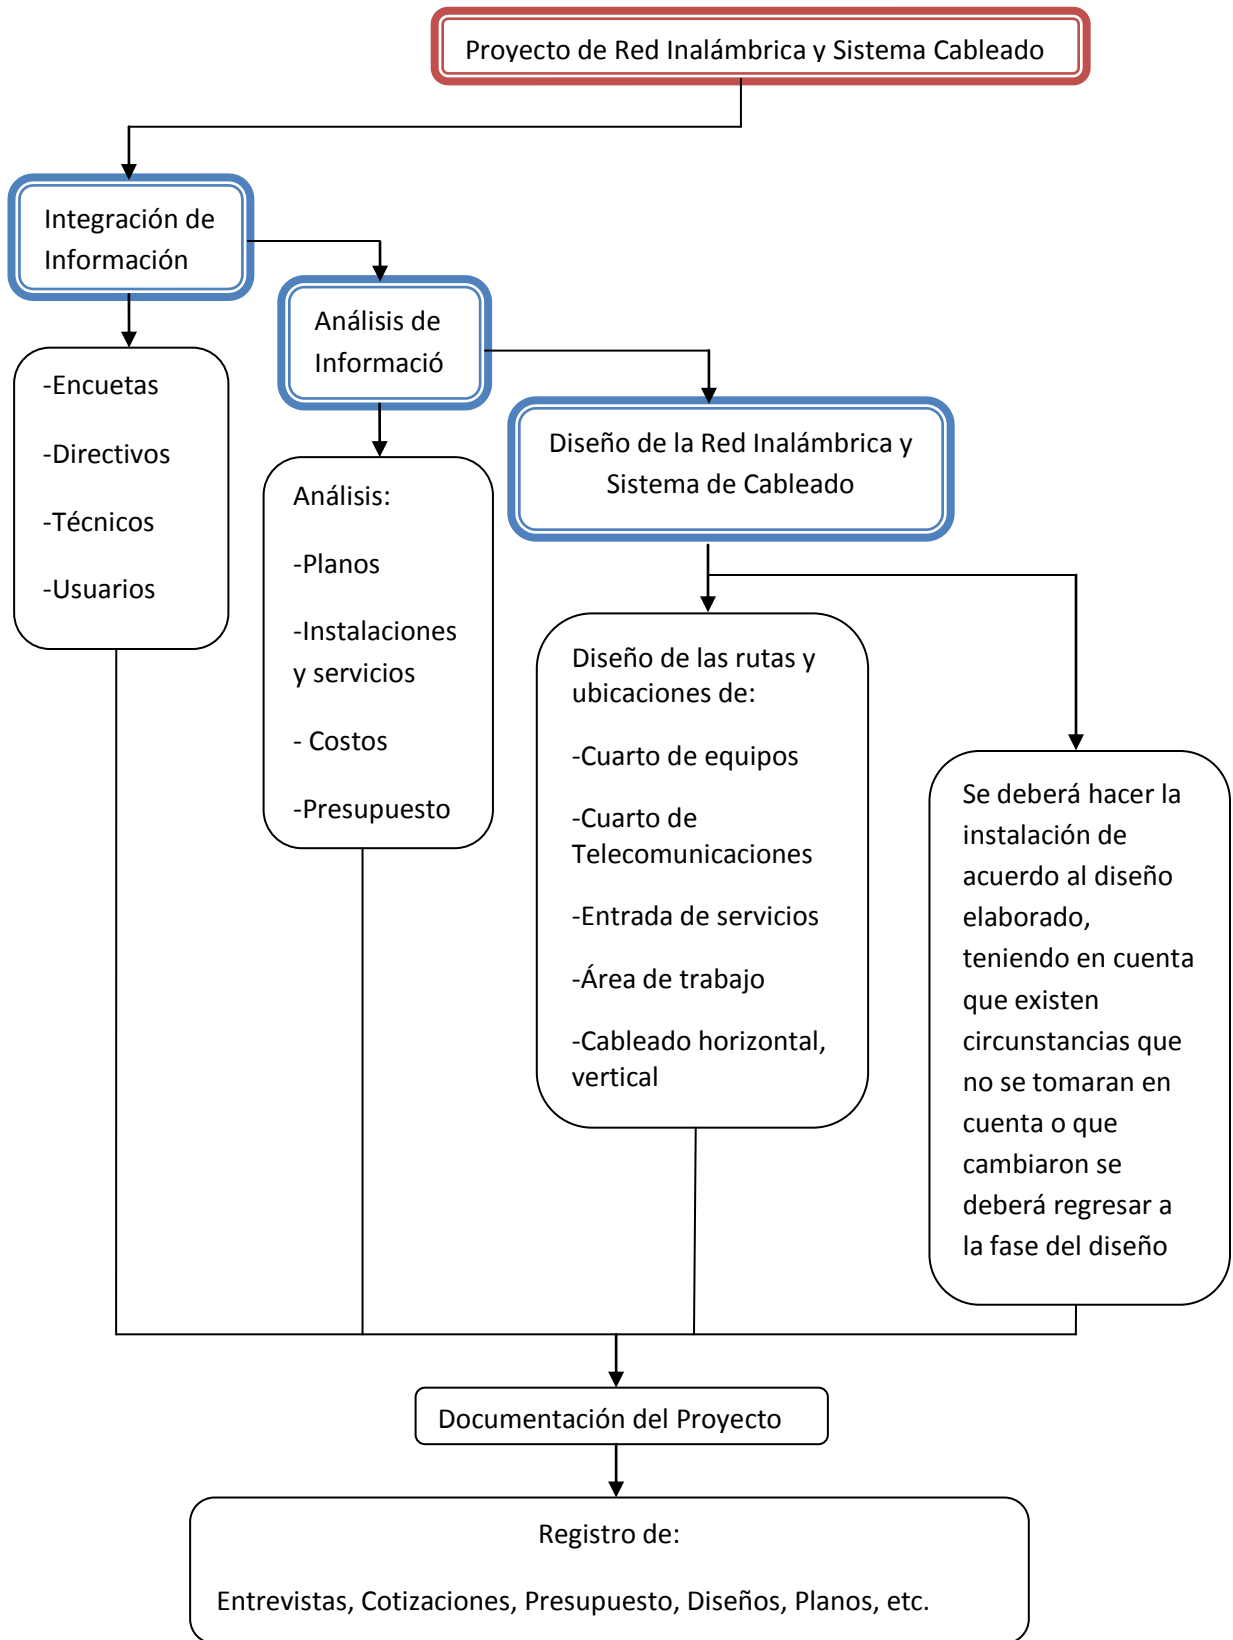 Proyecto de Red Inalámbrica y Sistema Cableado
Integración de
Información
Análisis de
Informació
-Encuetas
-Directivos
-Técnicos
-Usuarios
Diseño de la Red Inalámbrica y
Sistema de Cableado
Análisis:
-Planos
-Instalaciones
y servicios
- Costos
-Presupuesto
Diseño de las rutas y
ubicaciones de:
-Cuarto de equipos
-Cuarto de
Telecomunicaciones
-Entrada de servicios
-Área de trabajo
-Cableado horizontal,
vertical
Se deberá hacer la
instalación de
acuerdo al diseño
elaborado,
teniendo en cuenta
que existen
circunstancias que
no se tomaran en
cuenta o que
cambiaron se
deberá regresar a
la fase del diseño
Documentación del Proyecto
Registro de:
Entrevistas, Cotizaciones, Presupuesto, Diseños, Planos, etc.